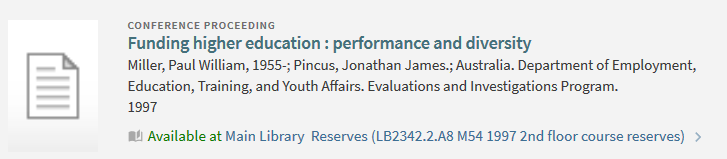 CONFERENCE PROCEEDING
Funding higher education : performance and diversity
Miller, Paul William, 1955-; Pincus, Jonathan James.; Australia. Department of Employment,
Education, Training, and Youth Affairs. Evaluations and Investigations Program.
1997
Available at Main Library Reserves (LB2342.2.A8 M54 1997 2nd floor course reserves)